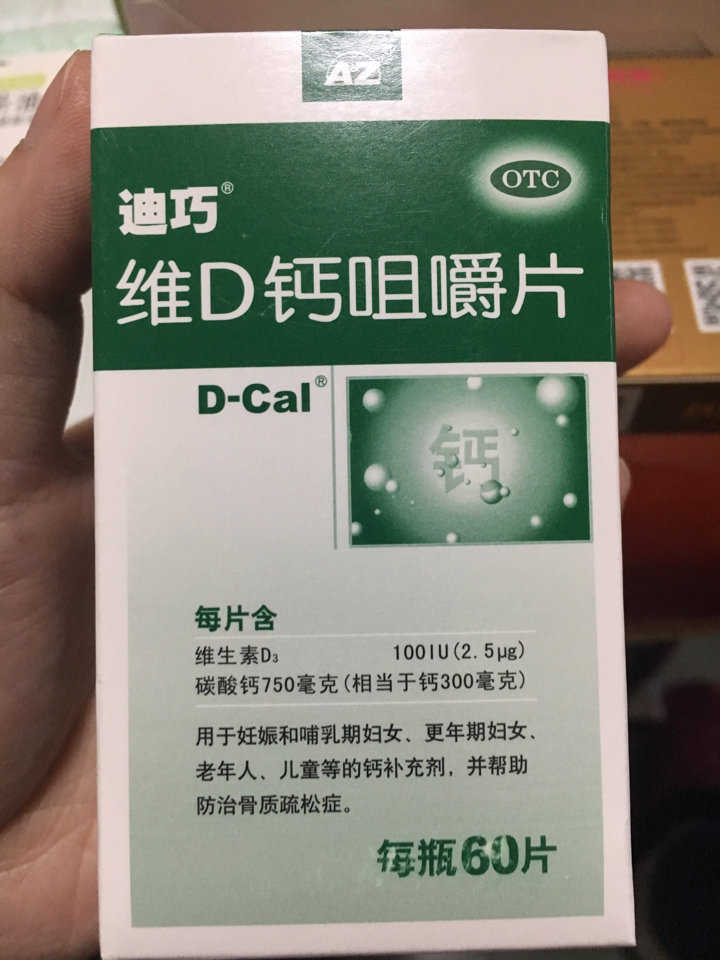 AZ
OTC
迪巧®
维D钙咀嚼片
D-Cal®
钙
每片含
维生素D₃ 100IU(2.5μg)
碳酸钙750毫克(相当于钙300毫克)
用于妊娠和哺乳期妇女、更年期妇女、
老年人、儿童等的钙补充剂，并帮助
防治骨质疏松症。
每瓶60片